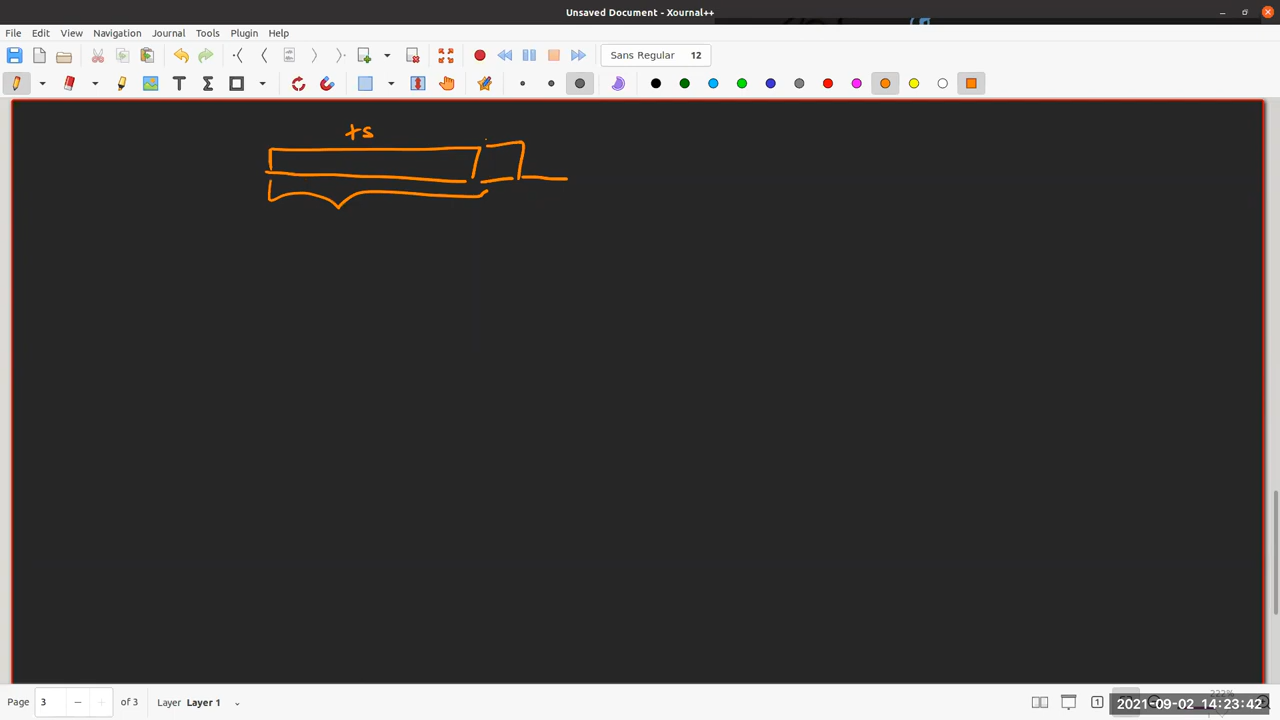 Unsaved Document - Xournal++
File Edit View Navigation Journal Tools Plugin Help
Sans Regular 12
+s
Page 3 of 3 Layer Layer 1
2021-09-02 14:23:42